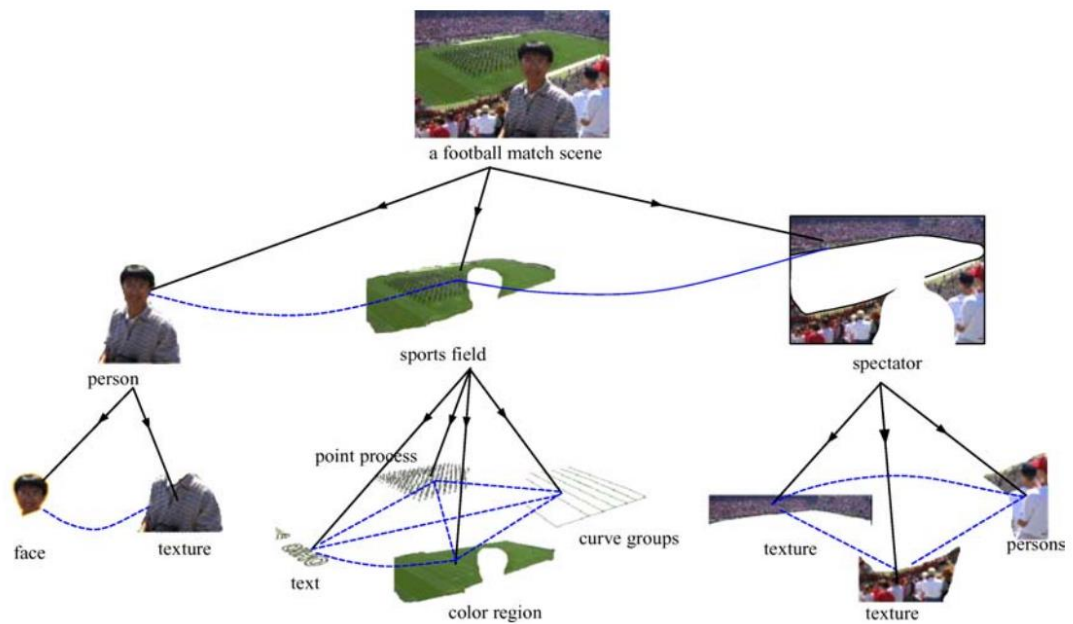 a football match scene
sports field
person
spectator
point process
face
texture
text
curve groups
color region
texture
persons
texture